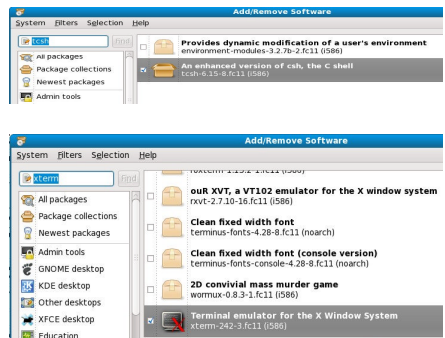 Add/Remove Software
System Filters Selection Help
tcsh Find
All packages
Package collections
Newest packages
Admin tools
Provides dynamic modification of a user's environment
environment-modules-3.2.7b-2.fc11 (i586)
An enhanced version of csh, the C shell
tcsh-6.15-8.fc11 (i586)
Add/Remove Software
System Filters Selection Help
xterm Find
All packages
Package collections
Newest packages
Admin tools
GNOME desktop
KDE desktop
Other desktops
XFCE desktop
Education
ouR XVT, a VT102 emulator for the X window system
rxvt-2.7.10-16.fc11 (i586)
Clean fixed width font
terminus-fonts-4.28-8.fc11 (noarch)
Clean fixed width font (console version)
terminus-fonts-console-4.28-8.fc11 (noarch)
2D convivial mass murder game
wormux-0.8.3-1.fc11 (i586)
Terminal emulator for the X Window System
xterm-242-3.fc11 (i586)